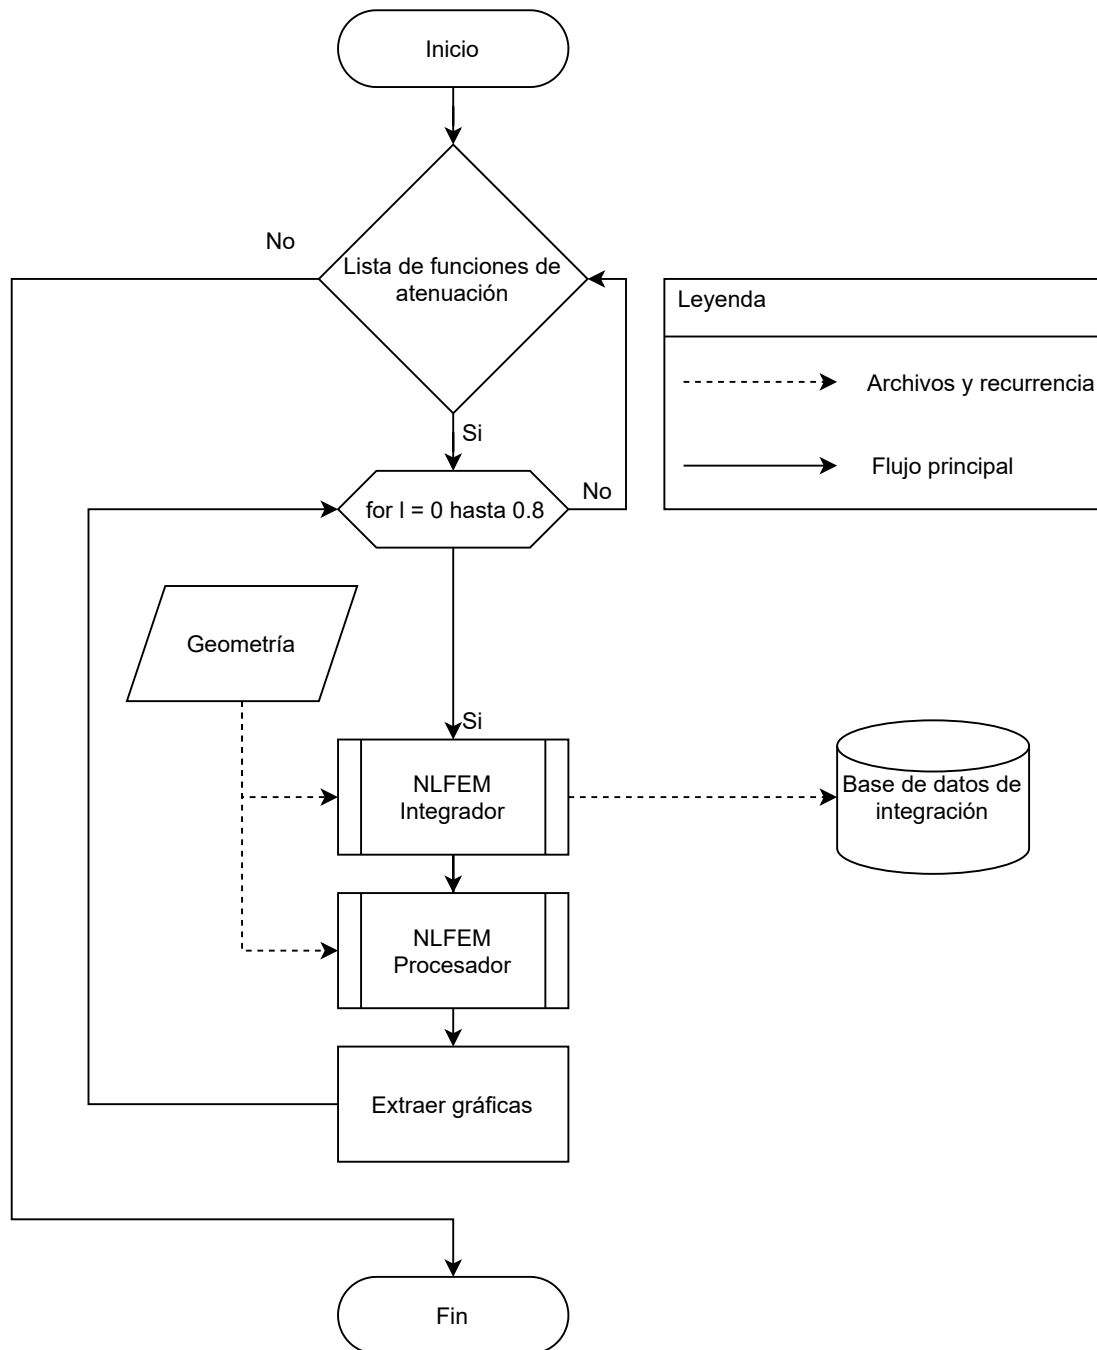 Inicio
No
Lista de funciones de
atenuación
Leyenda
Archivos y recurrencia
Flujo principal
Si
for l = 0 hasta 0.8
No
Geometría
Si
NLFEM
Integrador
Base de datos de
integración
NLFEM
Procesador
Extraer gráficas
Fin